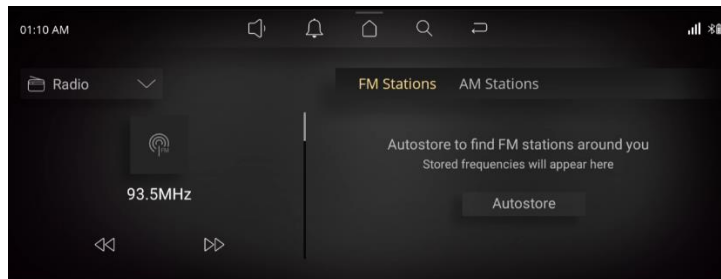 01:10 AM
Radio
FM Stations AM Stations
FM
93.5MHz
Autostore to find FM stations around you
Stored frequencies will appear here
Autostore